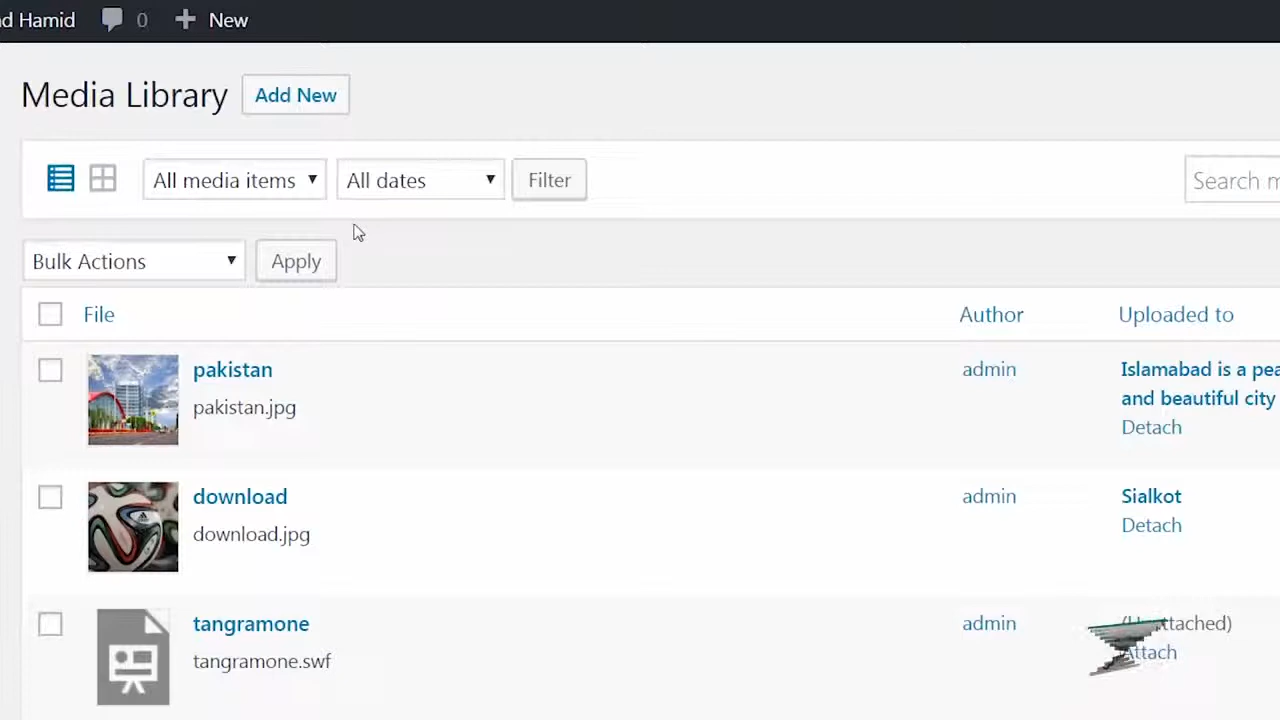 d Hamid 0 New
Media Library Add New
All media items All dates Filter Search m
Bulk Actions Apply
File Author Uploaded to
pakistan admin Islamabad is a pea
pakistan.jpg and beautiful city
Detach
download admin Sialkot
download.jpg Detach
tangramone admin
tangramone.swf Attach